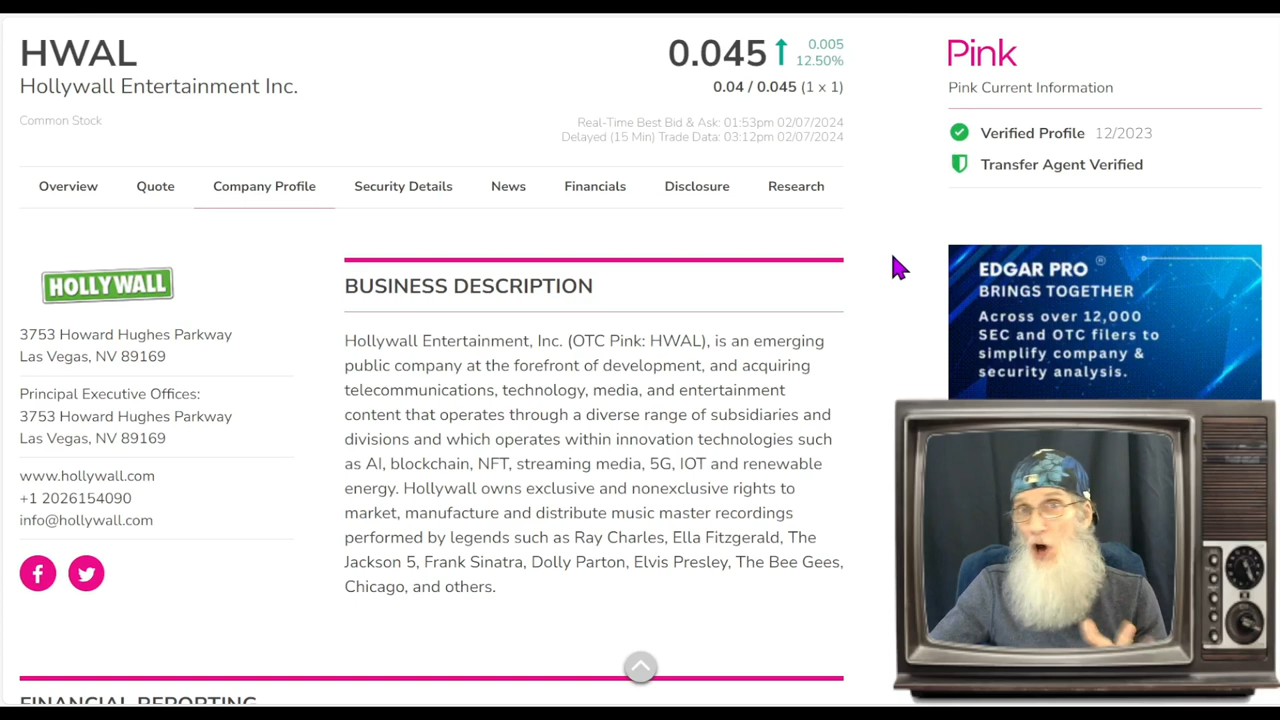 HWAL
Hollywall Entertainment Inc.
Common Stock
0.045
0.005
12.50%
0.04 / 0.045 (1 x 1)
Real-Time Best Bid & Ask: 01:53pm 02/07/2024
Delayed (15 Min) Trade Data: 03:12pm 02/07/2024
Pink
Pink Current Information
Verified Profile 12/2023
Transfer Agent Verified
Overview Quote Company Profile Security Details News Financials Disclosure Research
HOLLYWALL
3753 Howard Hughes Parkway
Las Vegas, NV 89169
Principal Executive Offices:
3753 Howard Hughes Parkway
Las Vegas, NV 89169
www.hollywall.com
+1 2026154090
info@hollywall.com
BUSINESS DESCRIPTION
Hollywall Entertainment, Inc. (OTC Pink: HWAL), is an emerging
public company at the forefront of development, and acquiring
telecommunications, technology, media, and entertainment
content that operates through a diverse range of subsidiaries and
divisions and which operates within innovation technologies such
as AI, blockchain, NFT. streaming media, 5G, IOT and renewable
energy. Hollywall owns exclusive and nonexclusive rights to
market, manufacture and distribute music master recordings
performed by legends such as Ray Charles, Ella Fitzgerald, The
Jackson 5, Frank Sinatra, Dolly Parton, Elvis Presley, The Bee Gees,
Chicago, and others.
EDGAR PRO ®
BRINGS TOGETHER
Across over 12,000
SEC and OTC filers to
simplify company &
security analysis.
FINANCIAL REPORTING